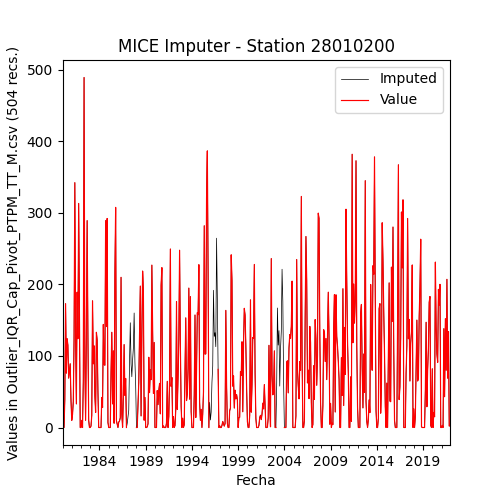 MICE Imputer - Station 28010200
Values in Outlier_IQR_Cap_Pivot_PTPM_TT_M.csv (504 recs.)
500
400
300
200
100
0
Imputed
Value
1984 1989 1994 1999 2004 2009 2014 2019
Fecha